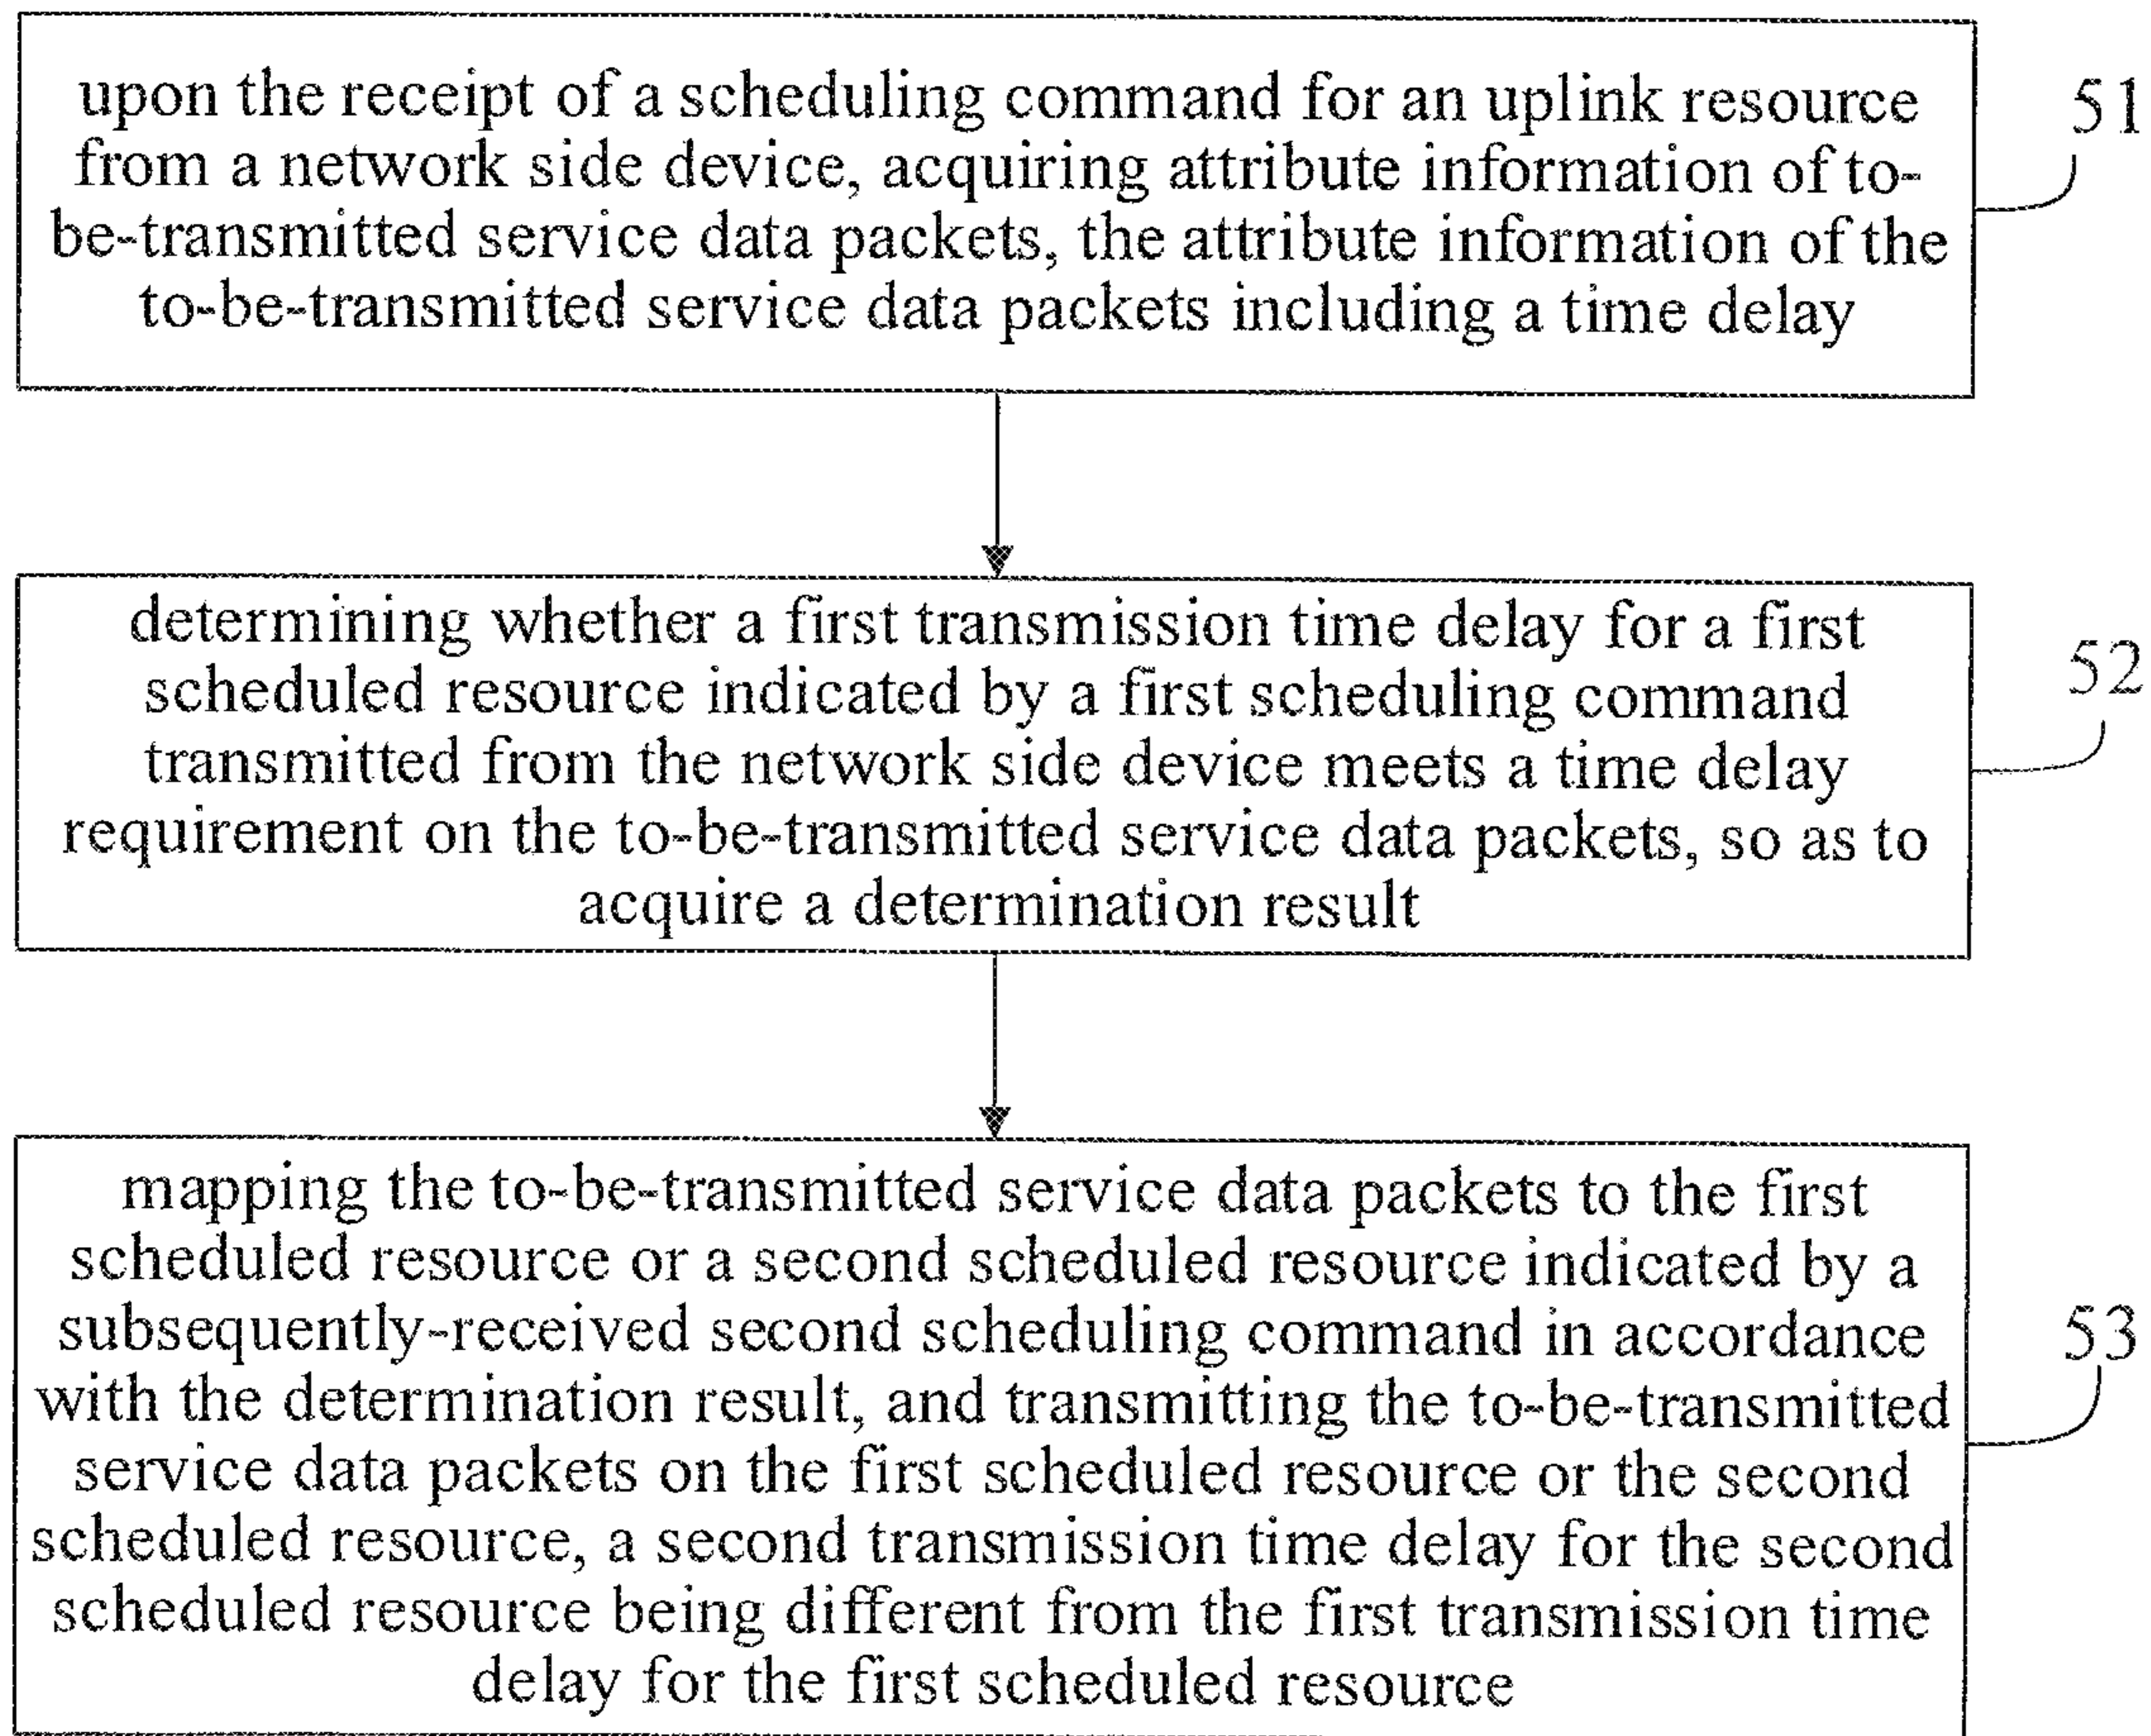 upon the receipt of a scheduling command for an uplink resource
from a network side device, acquiring attribute information of to-
be-transmitted service data packets, the attribute information of the
to-be-transmitted service data packets including a time delay
51
determining whether a first transmission time delay for a first
scheduled resource indicated by a first scheduling command
transmitted from the network side device meets a time delay
requirement on the to-be-transmitted service data packets, so as to
acquire a determination result
52
mapping the to-be-transmitted service data packets to the first
scheduled resource or a second scheduled resource indicated by a
subsequently-received second scheduling command in accordance
with the determination result, and transmitting the to-be-transmitted
service data packets on the first scheduled resource or the second
scheduled resource, a second transmission time delay for the second
scheduled resource being different from the first transmission time
delay for the first scheduled resource
53